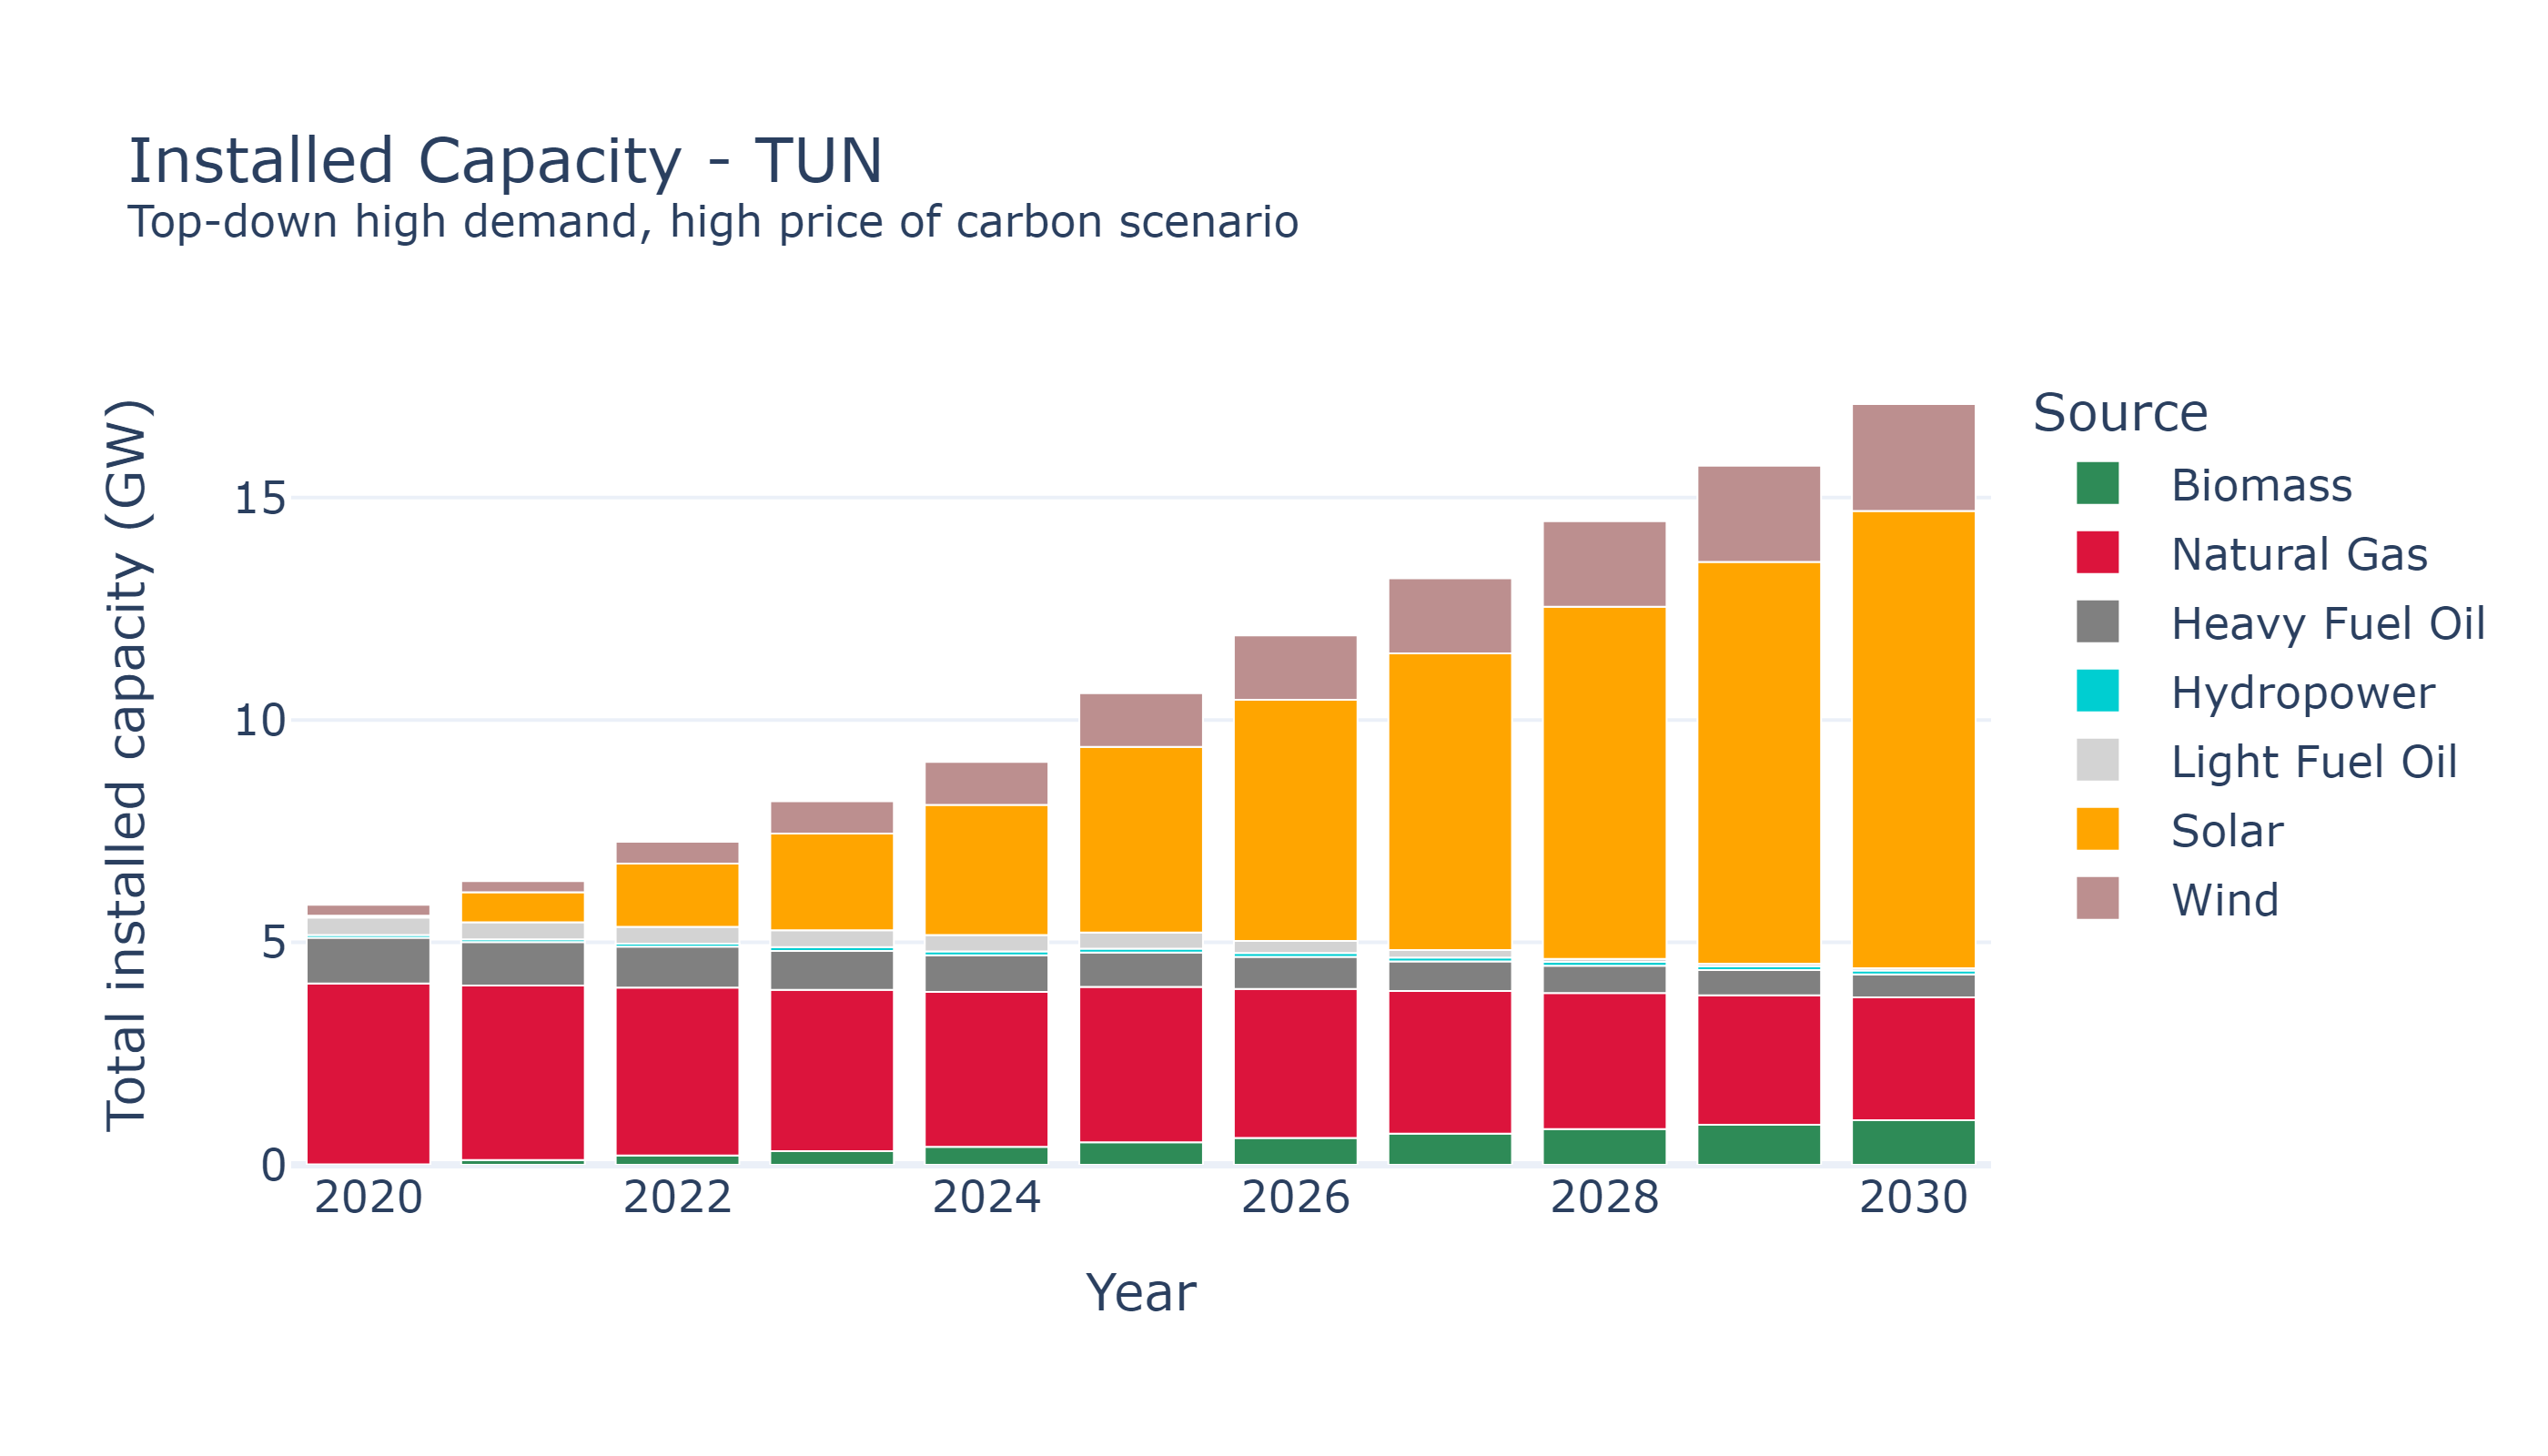 Installed Capacity - TUN
Top-down high demand, high price of carbon scenario
Total installed capacity (GW)
15
10
5
0
2020
2022
2024
2026
2028
2030
Year
Source
Biomass
Natural Gas
Heavy Fuel Oil
Hydropower
Light Fuel Oil
Solar
Wind